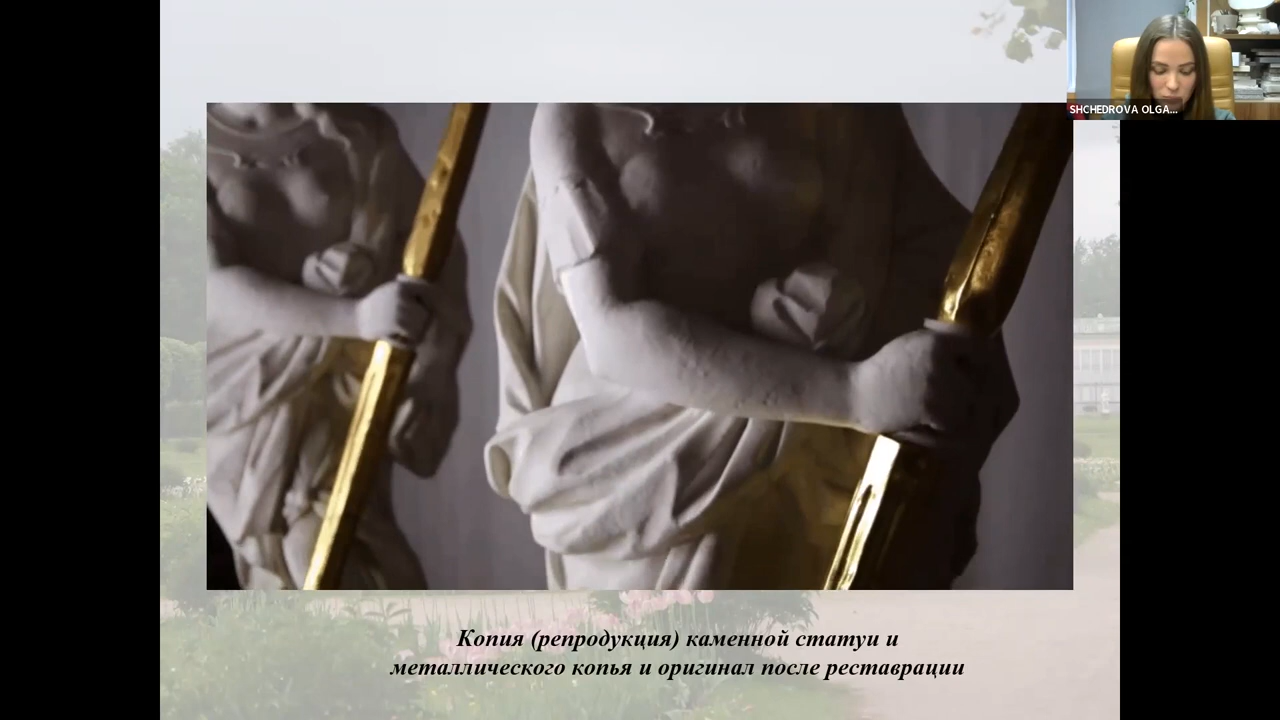 SHCHEDROVA OLGA...
Копия (репродукция) каменной статуи и
металлического копья и оригинал после реставрации